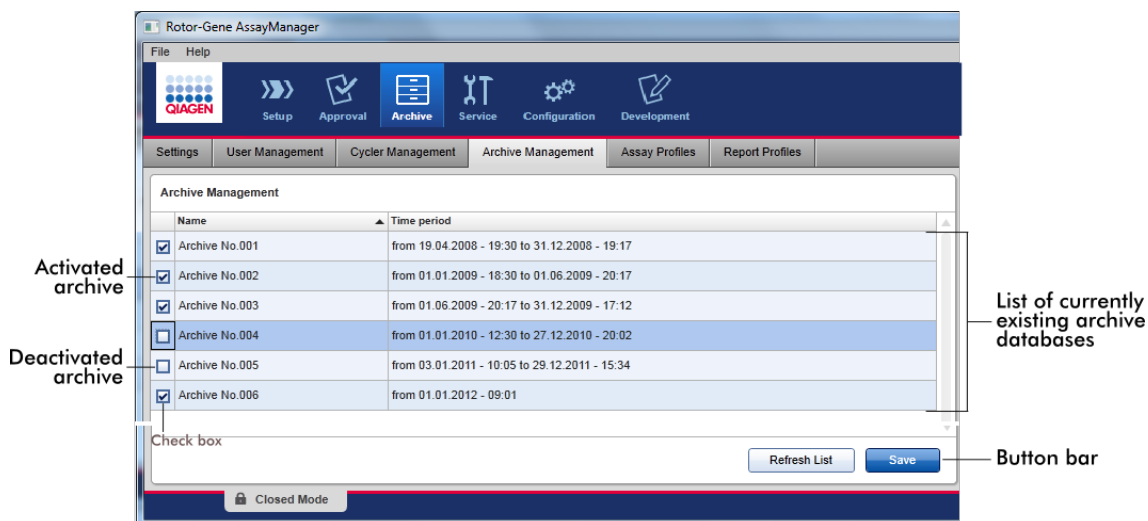 Rotor-Gene AssayManager
File Help
QIAGEN
Setup Approval Archive Service Configuration Development
Settings User Management Cycler Management Archive Management Assay Profiles Report Profiles
Archive Management
Name Time period
Archive No.001 from 19.04.2008 - 19:30 to 31.12.2008 - 19:17
Activated archive
Archive No.002 from 01.01.2009 - 18:30 to 01.06.2009 - 20:17
Archive No.003 from 01.06.2009 - 20:17 to 31.12.2009 - 17:12
List of currently existing archive databases
Archive No.004 from 01.01.2010 - 12:30 to 27.12.2010 - 20:02
Deactivated archive
Archive No.005 from 03.01.2011 - 10:05 to 29.12.2011 - 15:34
Archive No.006 from 01.01.2012 - 09:01
Check box
Refresh List Save Button bar
Closed Mode